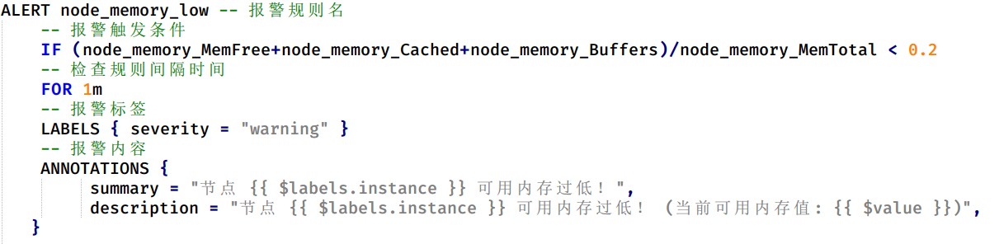 ALERT node_memory_low -- 报警规则名
-- 报警触发条件
IF (node_memory_MemFree+node_memory_Cached+node_memory_Buffers)/node_memory_MemTotal < 0.2
-- 检查规则间隔时间
FOR 1m
-- 报警标签
LABELS { severity = "warning" }
-- 报警内容
ANNOTATIONS {
summary = "节点 {{ $labels.instance }} 可用内存过低！",
description = "节点 {{ $labels.instance }} 可用内存过低！ (当前可用内存值: {{ $value }})",
}